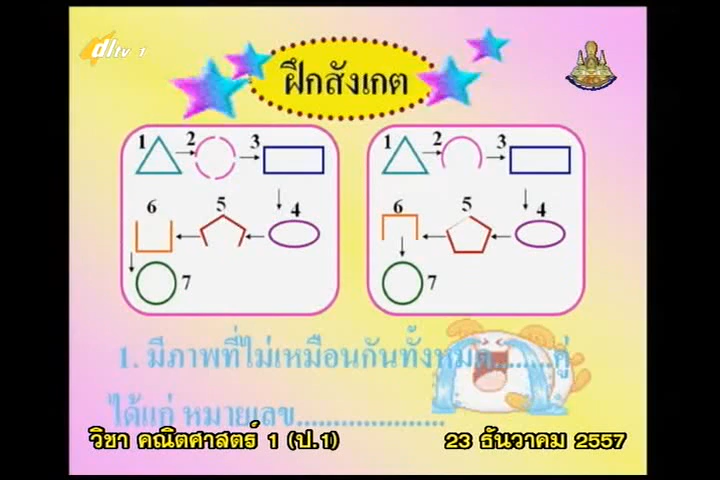 dltv 1
ฝึกสังเกต
1 2 3 1 2 3
6 5 4 6 5 4
7 7
1. มีภาพที่ไม่เหมือนกันทั้งหมด........คู่
ได้แก่ หมายเลข.....................
วิชา คณิตศาสตร์ 1 (ป.1) 23 ธันวาคม 2557